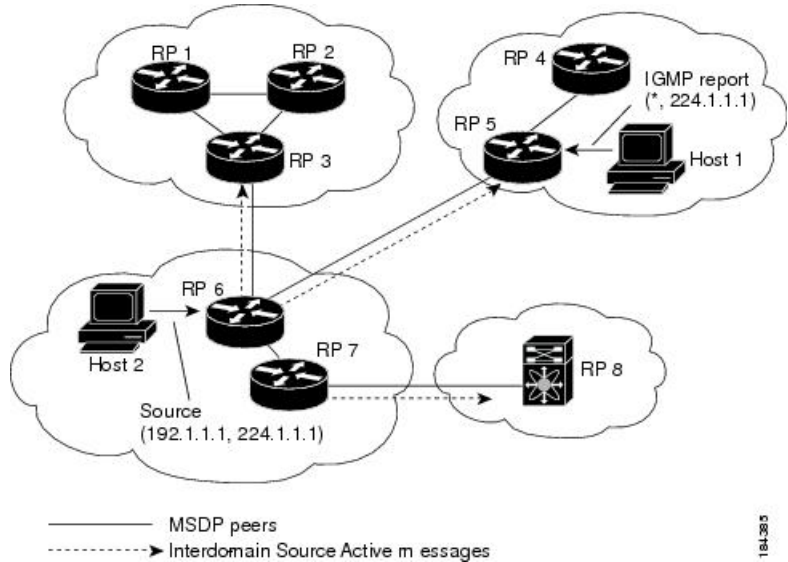 RP 1
RP 2
RP 3
RP 4
IGMP report
(*, 224.1.1.1)
RP 5
Host 1
RP 6
Host 2
RP 7
RP 8
Source
(192.1.1.1, 224.1.1.1)
MSDP peers
Interdomain Source Active m essages
184385